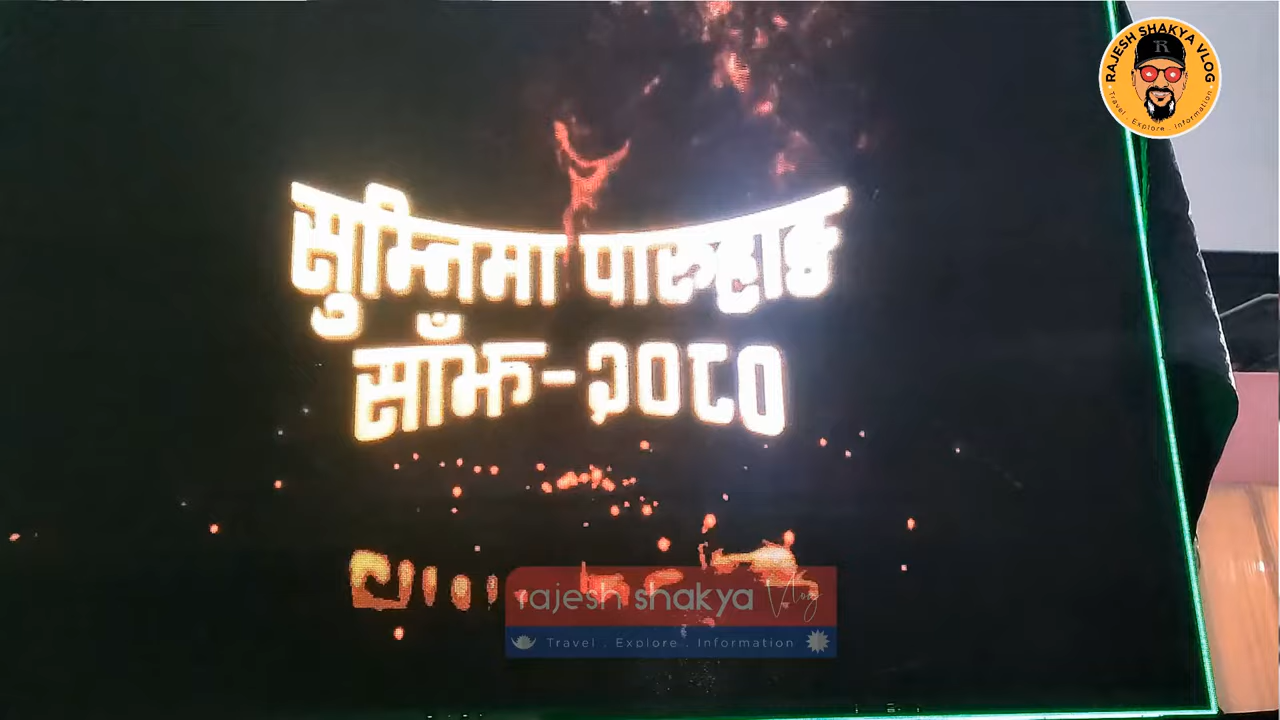 सुम्निमा पारुहाङ
साँझ-२०८०
RAJESH SHAKYA VLOG
Travel . Explore . Information
rajesh shakya Vlog
Travel . Explore . Information